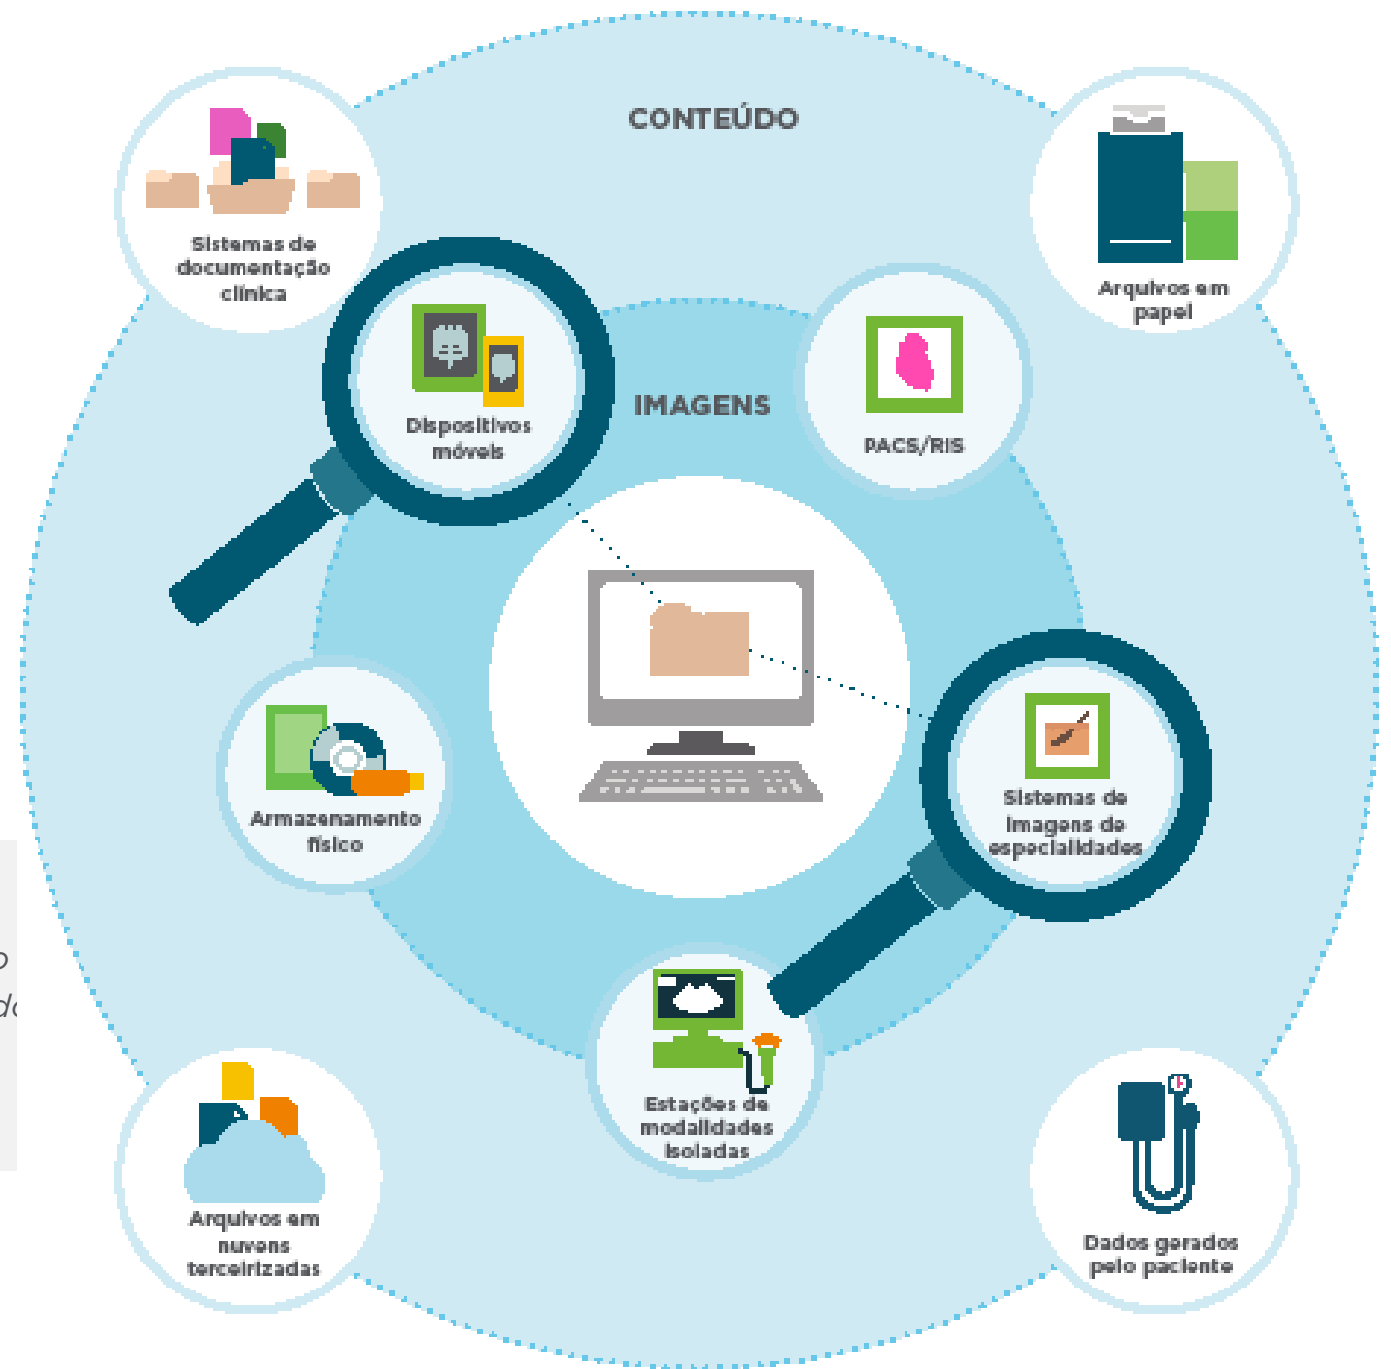 CONTEÚDO
Sistemas de
documentação
clínica
Arquivos em
papel
Dispositivos
móveis
IMAGENS
PACS/RIS
Armazenamento
físico
Sistemas de
imagens de
especialidades
Estações de
modalidades
isoladas
Arquivos em
nuvens
terceirizadas
Dados gerados
pelo paciente